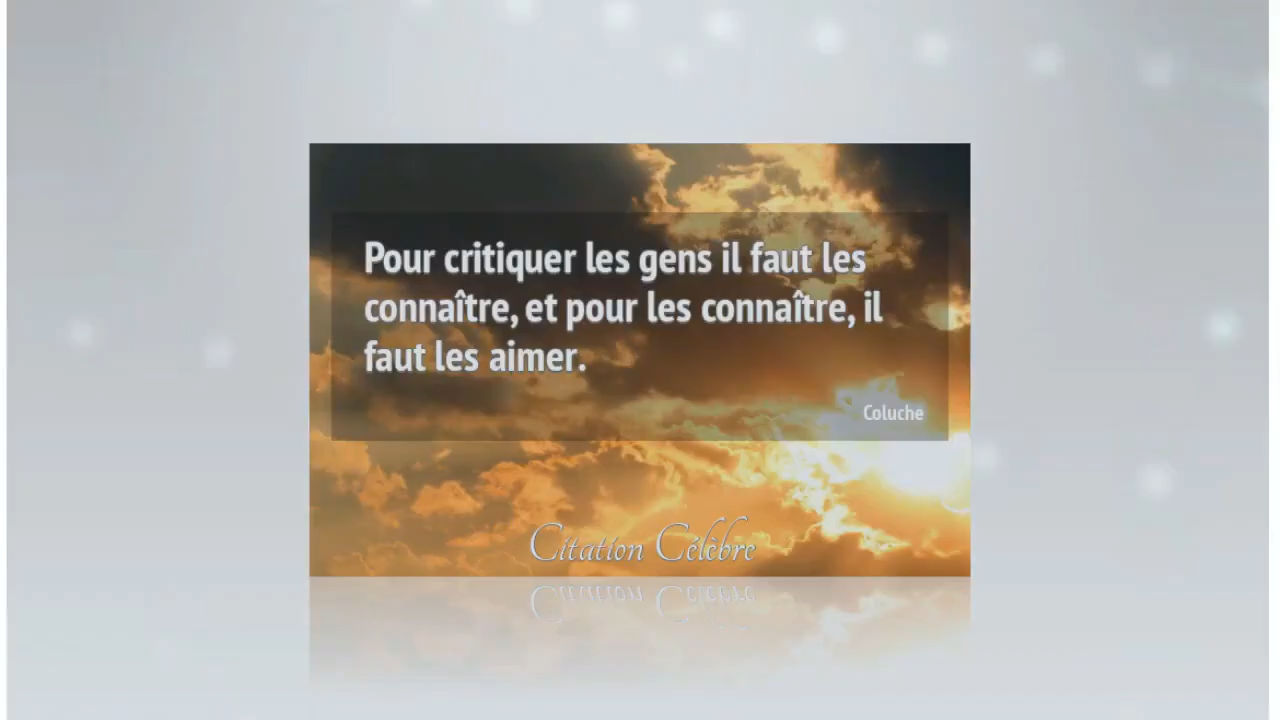 Pour critiquer les gens il faut les
connaître, et pour les connaître, il
faut les aimer.
Coluche
Citation Célèbre